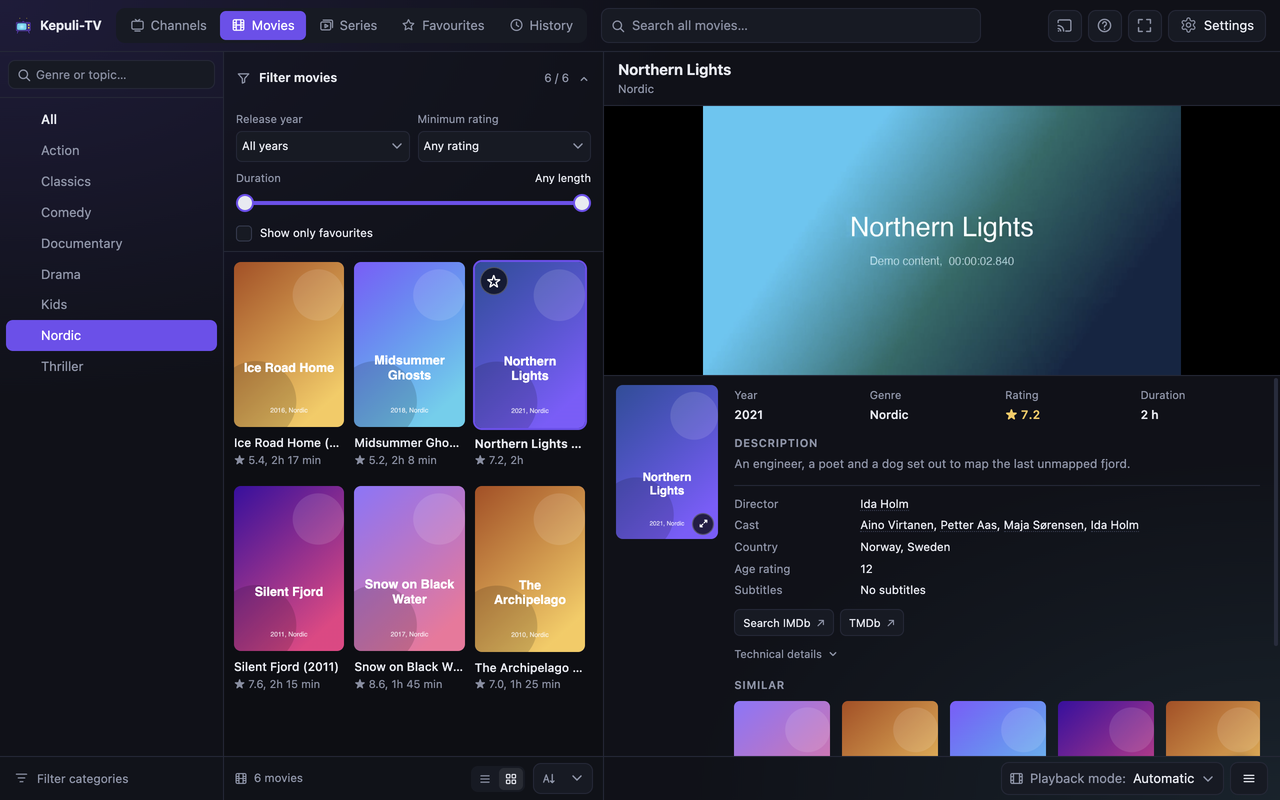 Kepuli-TV
Channels
Movies
Series
Favourites
History
Search all movies...
Settings
Genre or topic...
All
Action
Classics
Comedy
Documentary
Drama
Kids
Nordic
Thriller
Filter categories
Filter movies
6 / 6
Release year
Minimum rating
All years
Any rating
Duration
Any length
Show only favourites
Ice Road Home
2016, Nordic
Ice Road Home (...
5.4, 2h 17 min
Midsummer
Ghosts
2018, Nordic
Midsummer Gho...
5.2, 2h 8 min
Northern
Lights
2021, Nordic
Northern Lights ...
7.2, 2h
Silent Fjord
2011, Nordic
Silent Fjord (2011)
7.6, 2h 15 min
Snow on Black
Water
2017, Nordic
Snow on Black W...
8.6, 1h 45 min
The
Archipelago
2010, Nordic
The Archipelago ...
7.0, 1h 25 min
6 movies
A
Northern Lights
Nordic
Northern Lights
Demo content, 00:00:02.840
Northern
Lights
2021, Nordic
Year
2021
Genre
Nordic
Rating
7.2
Duration
2 h
DESCRIPTION
An engineer, a poet and a dog set out to map the last unmapped fjord.
Director
Ida Holm
Cast
Aino Virtanen, Petter Aas, Maja Sørensen, Ida Holm
Country
Norway, Sweden
Age rating
12
Subtitles
No subtitles
Search IMDb
TMDb
Technical details
SIMILAR
Playback mode: Automatic